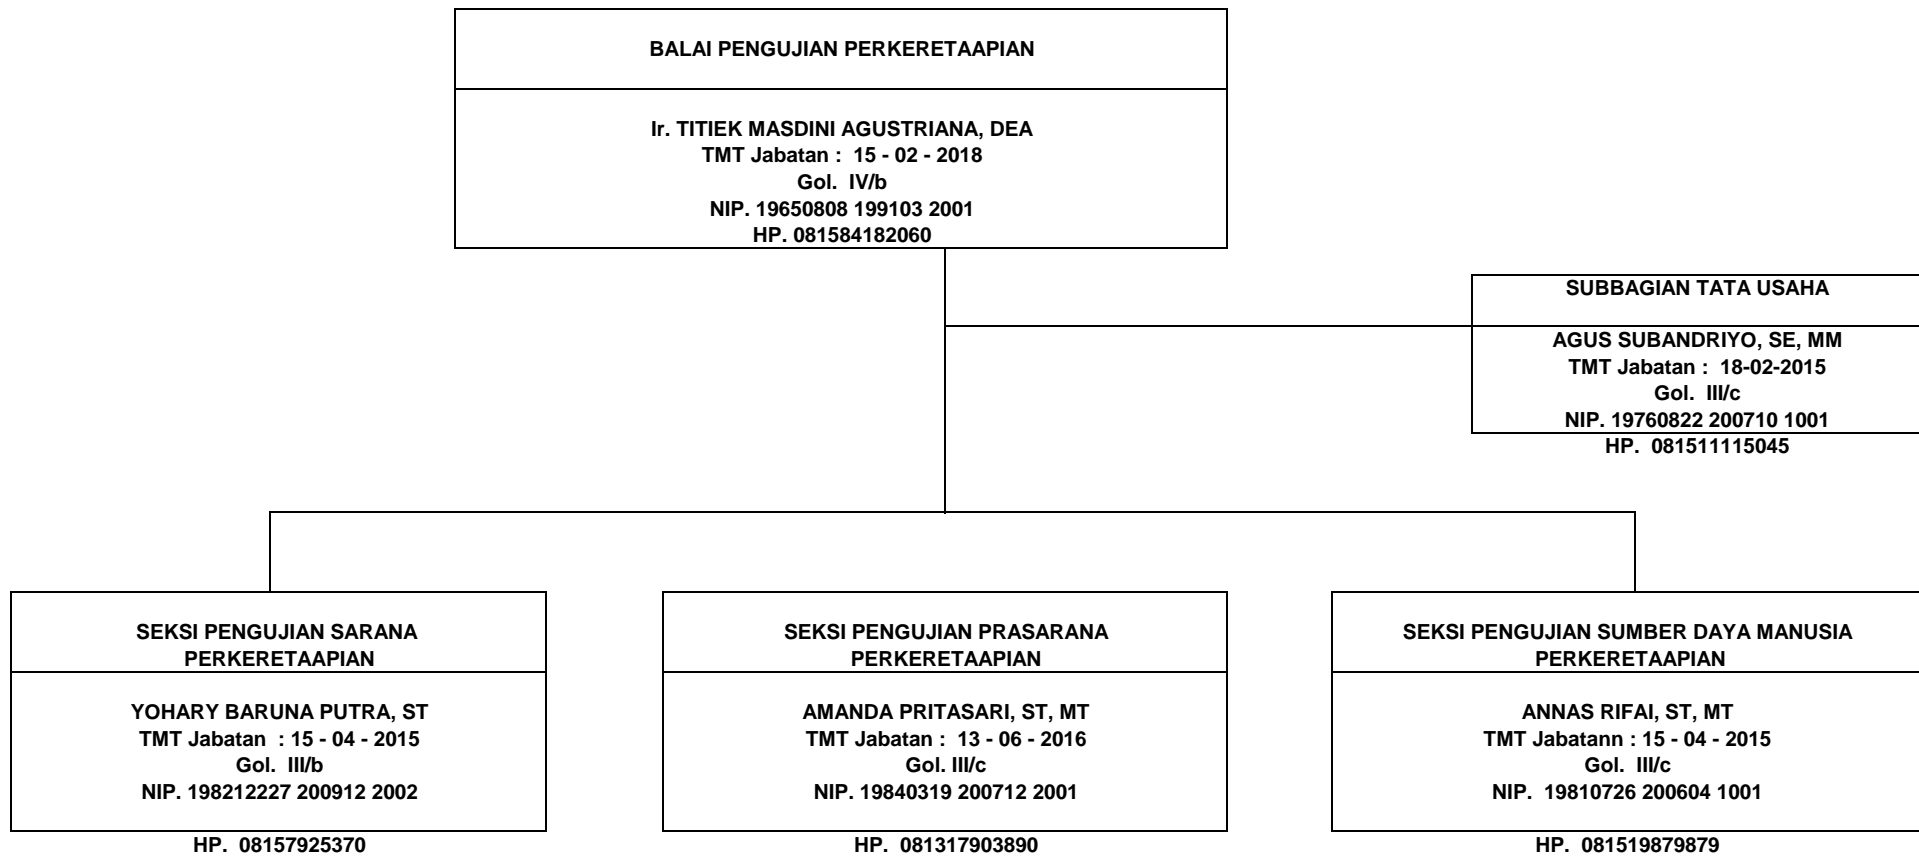 BALAI PENGUJIAN PERKERETAAPIAN
Ir. TITIEK MASDINI AGUSTRIANA, DEA
TMT Jabatan : 15 - 02 - 2018
Gol. IV/b
NIP. 19650808 199103 2001
HP. 081584182060
SUBBAGIAN TATA USAHA
AGUS SUBANDRIYO, SE, MM
TMT Jabatan : 18-02-2015
Gol. III/c
NIP. 19760822 200710 1001
HP. 081511115045
SEKSI PENGUJIAN SARANA
PERKERETAAPIAN
YOHARY BARUNA PUTRA, ST
TMT Jabatan : 15 - 04 - 2015
Gol. III/b
NIP. 198212227 200912 2002
HP. 08157925370
SEKSI PENGUJIAN PRASARANA
PERKERETAAPIAN
AMANDA PRITASARI, ST, MT
TMT Jabatan : 13 - 06 - 2016
Gol. III/c
NIP. 19840319 200712 2001
HP. 081317903890
SEKSI PENGUJIAN SUMBER DAYA MANUSIA
PERKERETAAPIAN
ANNAS RIFAI, ST, MT
TMT Jabatann : 15 - 04 - 2015
Gol. III/c
NIP. 19810726 200604 1001
HP. 081519879879